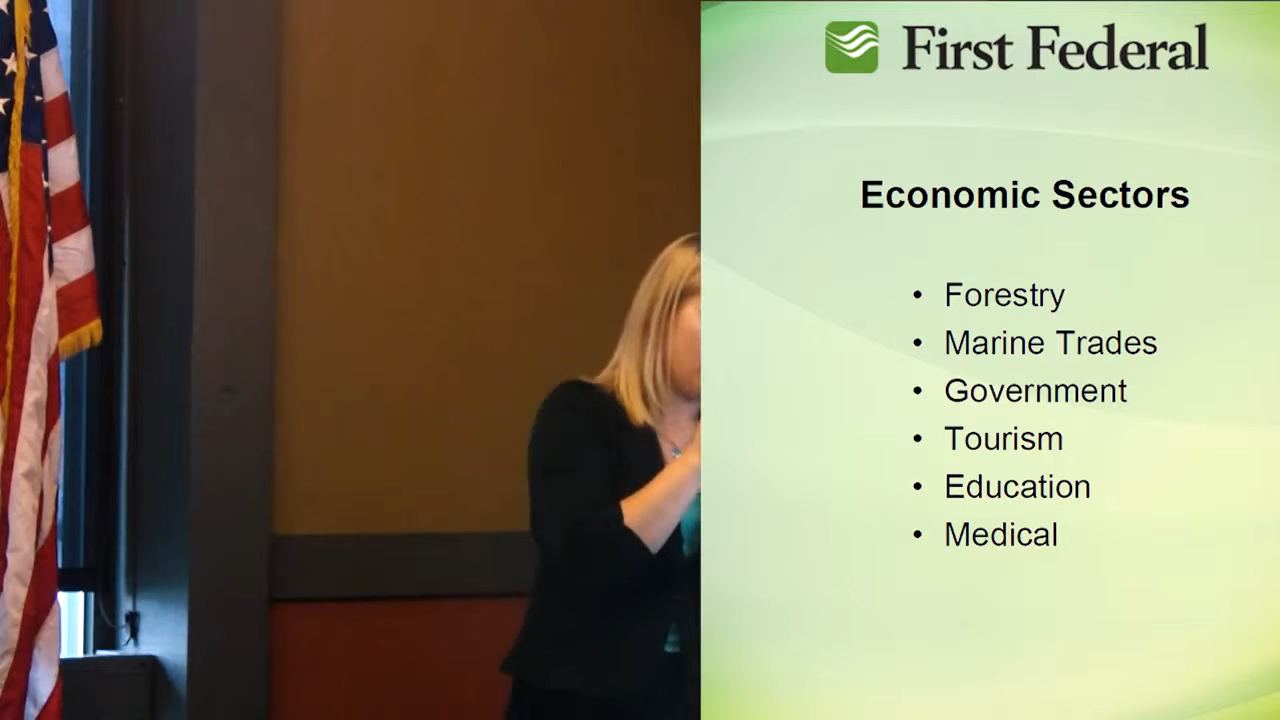 First Federal
Economic Sectors
• Forestry
• Marine Trades
• Government
• Tourism
• Education
• Medical